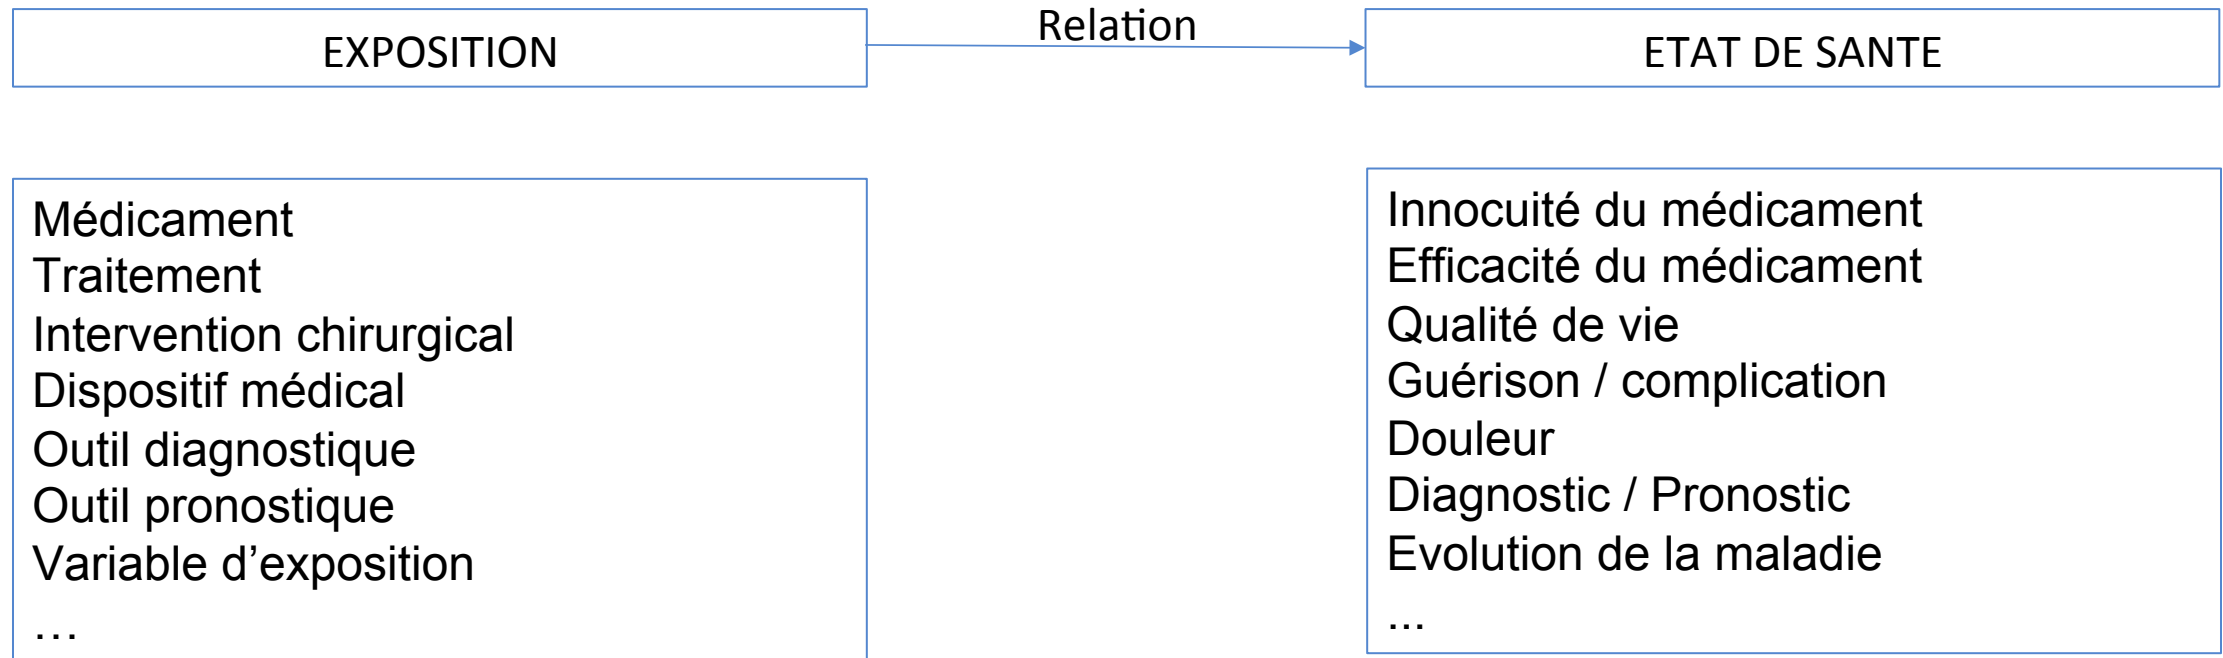 EXPOSITION
Relation
ETAT DE SANTE
Médicament
Traitement
Intervention chirurgical
Dispositif médical
Outil diagnostique
Outil pronostique
Variable d’exposition
…
Innocuité du médicament
Efficacité du médicament
Qualité de vie
Guérison / complication
Douleur
Diagnostic / Pronostic
Evolution de la maladie
...